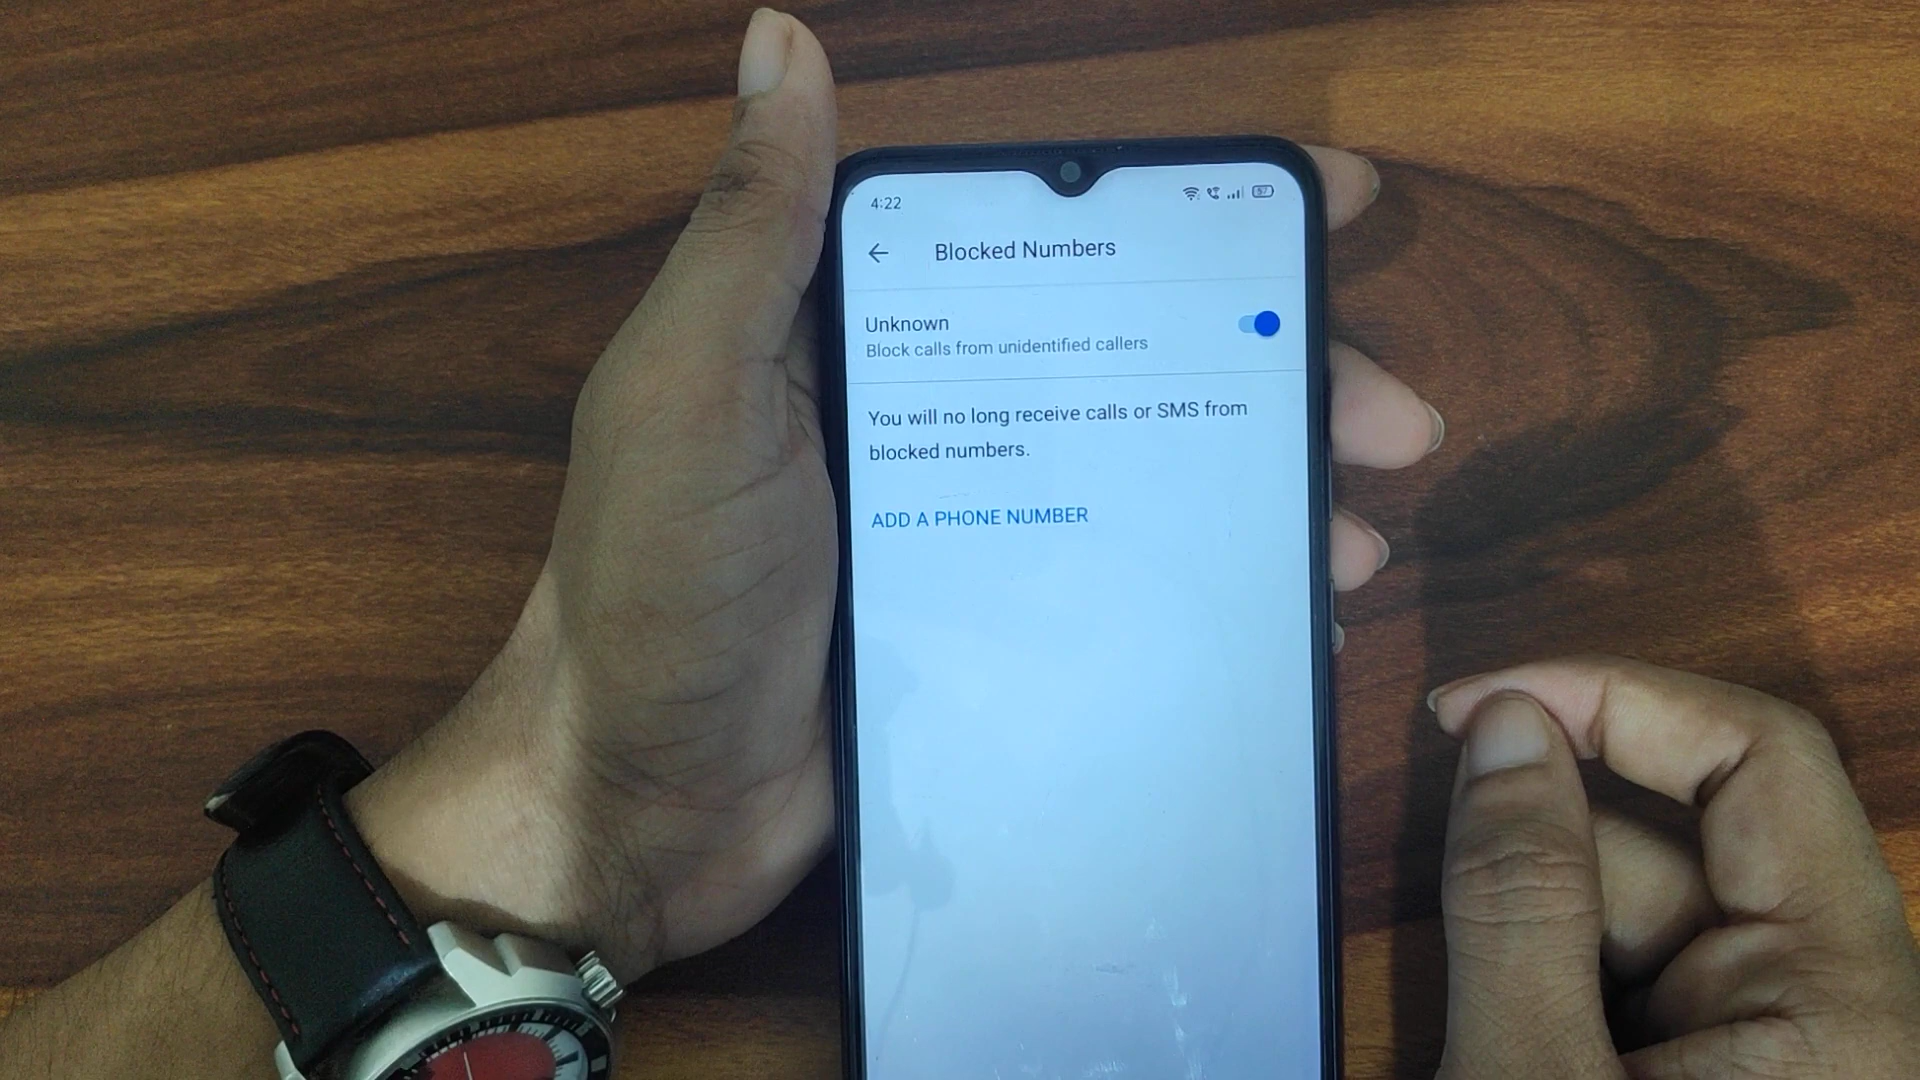 4:22
57
Blocked Numbers
Unknown
Block calls from unidentified callers
You will no long receive calls or SMS from
blocked numbers.
ADD A PHONE NUMBER